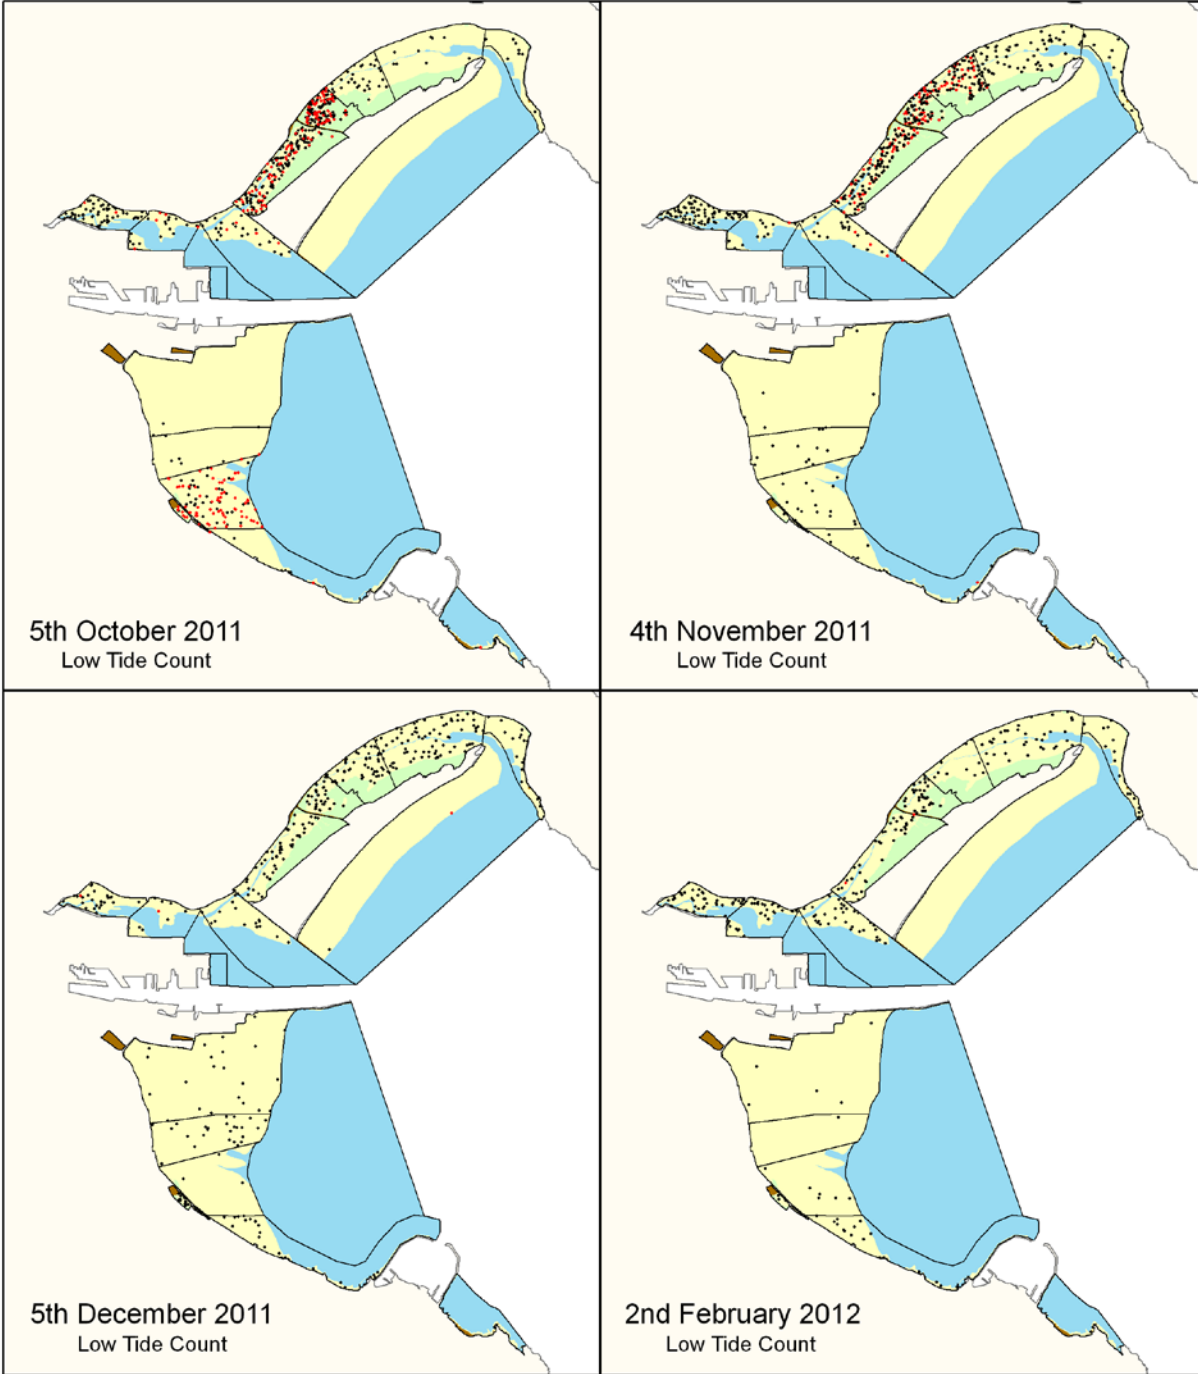 5th October 2011
Low Tide Count
4th November 2011
Low Tide Count
5th December 2011
Low Tide Count
2nd February 2012
Low Tide Count